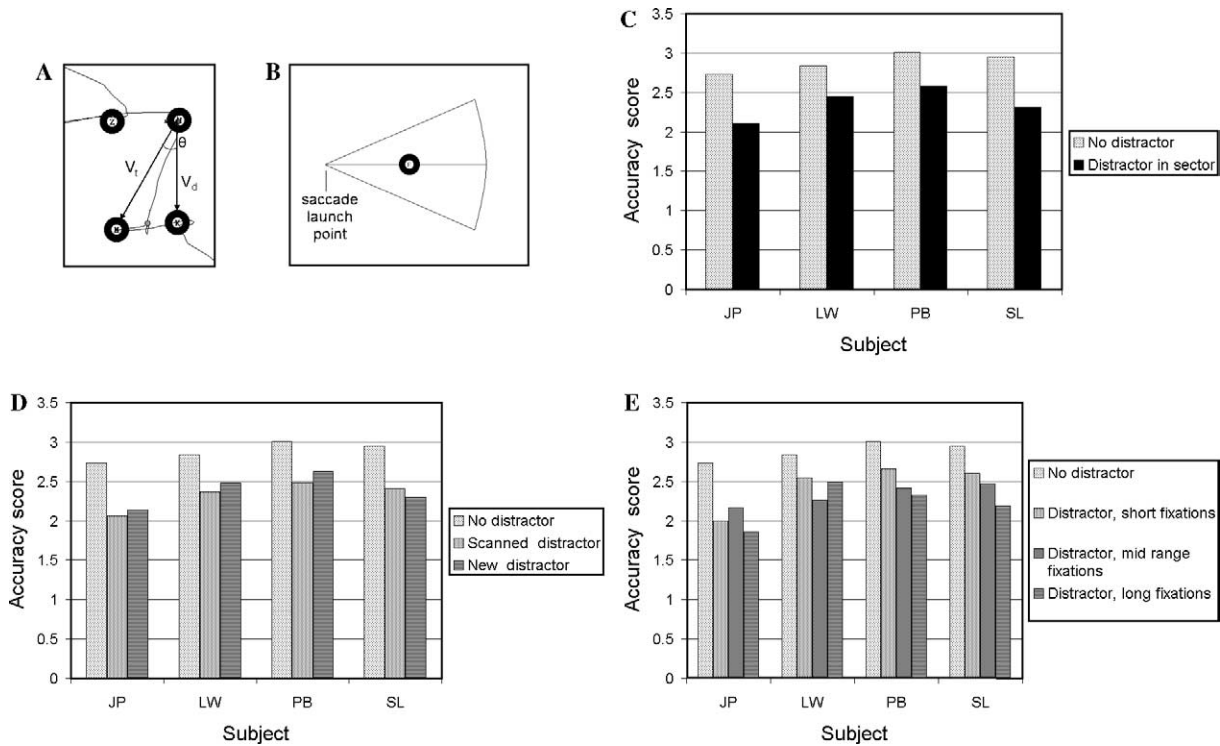 A
Z
θ
Vt
Vd
K
B
saccade
launch
point
C
3.5
3
2.5
2
1.5
1
0.5
0
Accuracy score
JP LW PB SL
Subject
No distractor
Distractor in sector
D
3.5
3
2.5
2
1.5
1
0.5
0
Accuracy score
JP LW PB SL
Subject
No distractor
Scanned distractor
New distractor
E
3.5
3
2.5
2
1.5
1
0.5
0
Accuracy score
JP LW PB SL
Subject
No distractor
Distractor, short fixations
Distractor, mid range
fixations
Distractor, long fixations